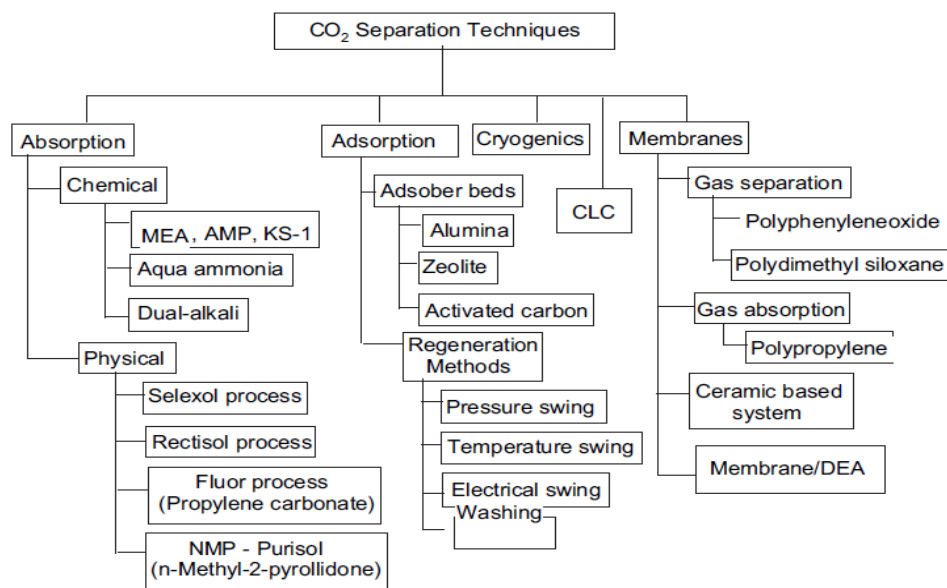 CO₂ Separation Techniques
Absorption
Chemical
MEA, AMP, KS-1
Aqua ammonia
Dual-alkali
Physical
Selexol process
Rectisol process
Fluor process
(Propylene carbonate)
NMP - Purisol
(n-Methyl-2-pyrollidone)
Adsorption
Adsober beds
Alumina
Zeolite
Activated carbon
Regeneration
Methods
Pressure swing
Temperature swing
Electrical swing
Washing
Cryogenics
CLC
Membranes
Gas separation
Polyphenyleneoxide
Polydimethyl siloxane
Gas absorption
Polypropylene
Ceramic based
system
Membrane/DEA